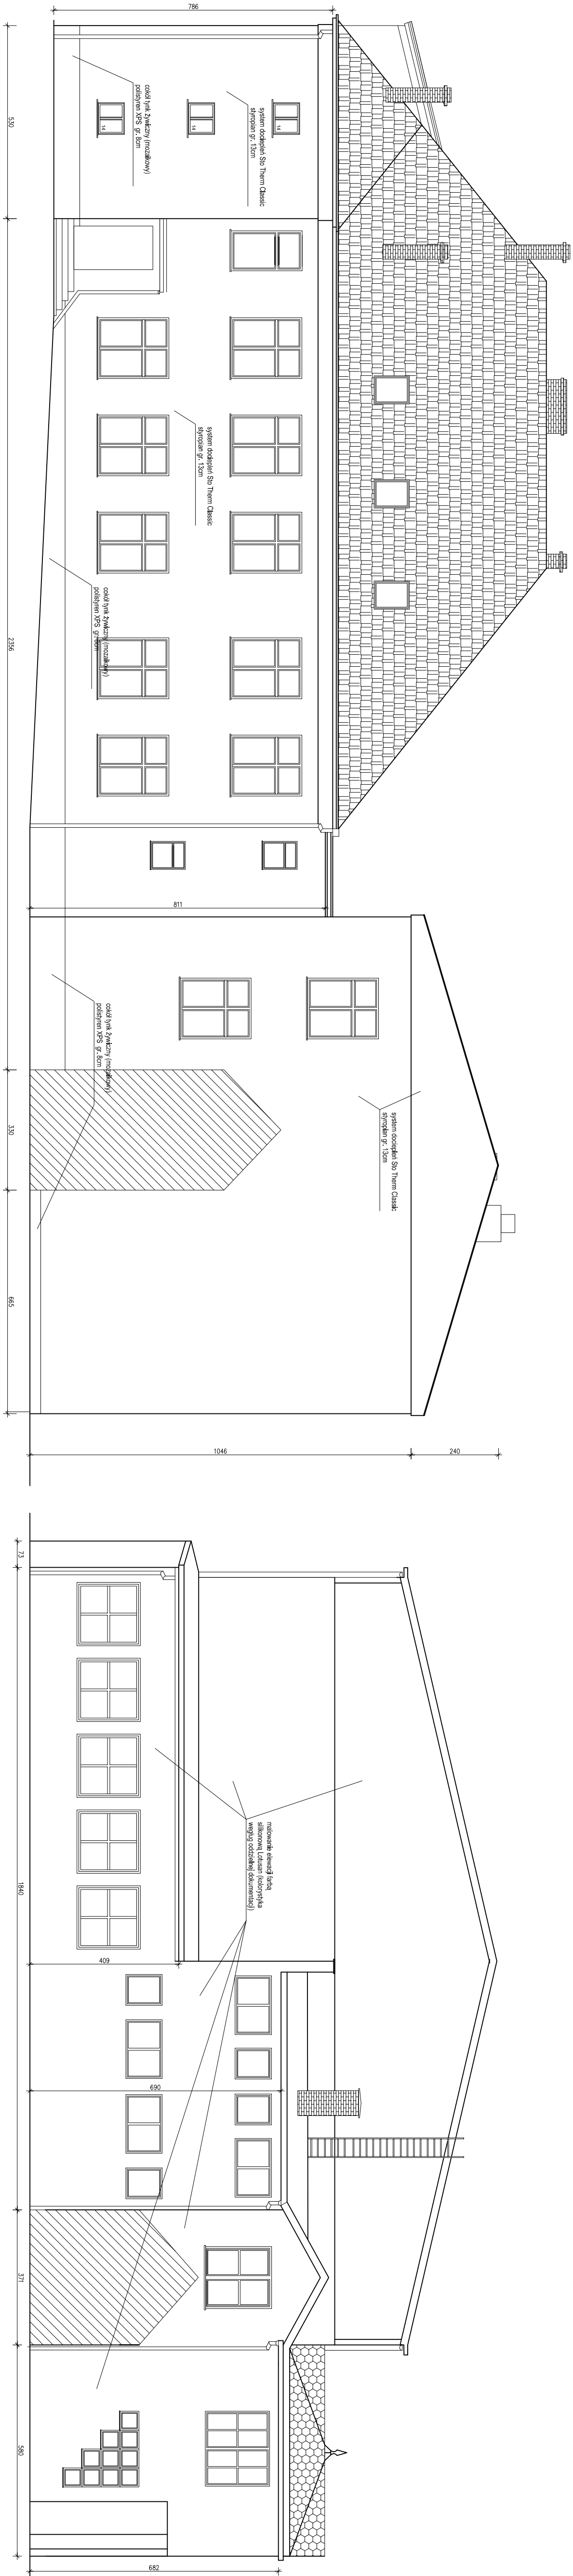 786
530
2356
330
665
811
1046
240
14
14
14
system dociepleń Sto Therm Classic
styropian gr. 13cm
cokół tynk żywiczny (mozaikowy)
polistyren XPS gr. 8cm
system dociepleń Sto Therm Classic
styropian gr. 13cm
cokół tynk żywiczny (mozaikowy)
polistyren XPS gr. 8cm
system dociepleń Sto Therm Classic
styropian gr. 13cm
cokół tynk żywiczny (mozaikowy)
polistyren XPS gr. 8cm
73
1840
371
580
409
690
682
malowanie elewacji farbą
silikonową Lotusan (kolorystyka
według oddzielnej dokumentacji)